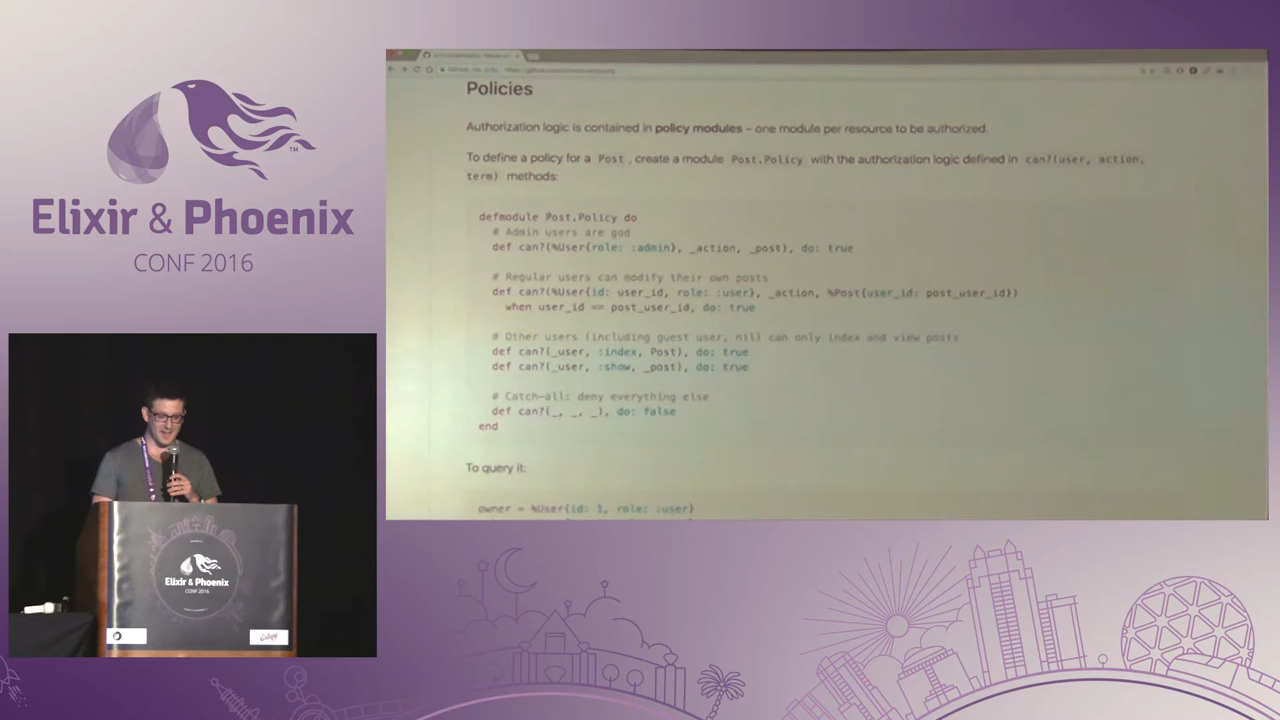 Elixir & Phoenix
TM
CONF 2016
Policies
Authorization logic is contained in policy modules – one module per resource to be authorized.
To define a policy for a Post, create a module Post.Policy with the authorization logic defined in can?(user, action,
term) methods:
defmodule Post.Policy do
# Admin users are god
def can?(%User{role: :admin}, _action, _post), do: true
# Regular users can modify their own posts
def can?(%User{id: user_id, role: :user}, _action, %Post{user_id: post_user_id})
when user_id == post_user_id, do: true
# Other users (including guest user, nil) can only index and view posts
def can?(_user, :index, Post), do: true
def can?(_user, :show, _post), do: true
# Catch-all: deny everything else
def can?(_, _, _), do: false
end
To query it:
owner = %User{id: 1, role: :user}
Elixir & Phoenix
CONF 2016